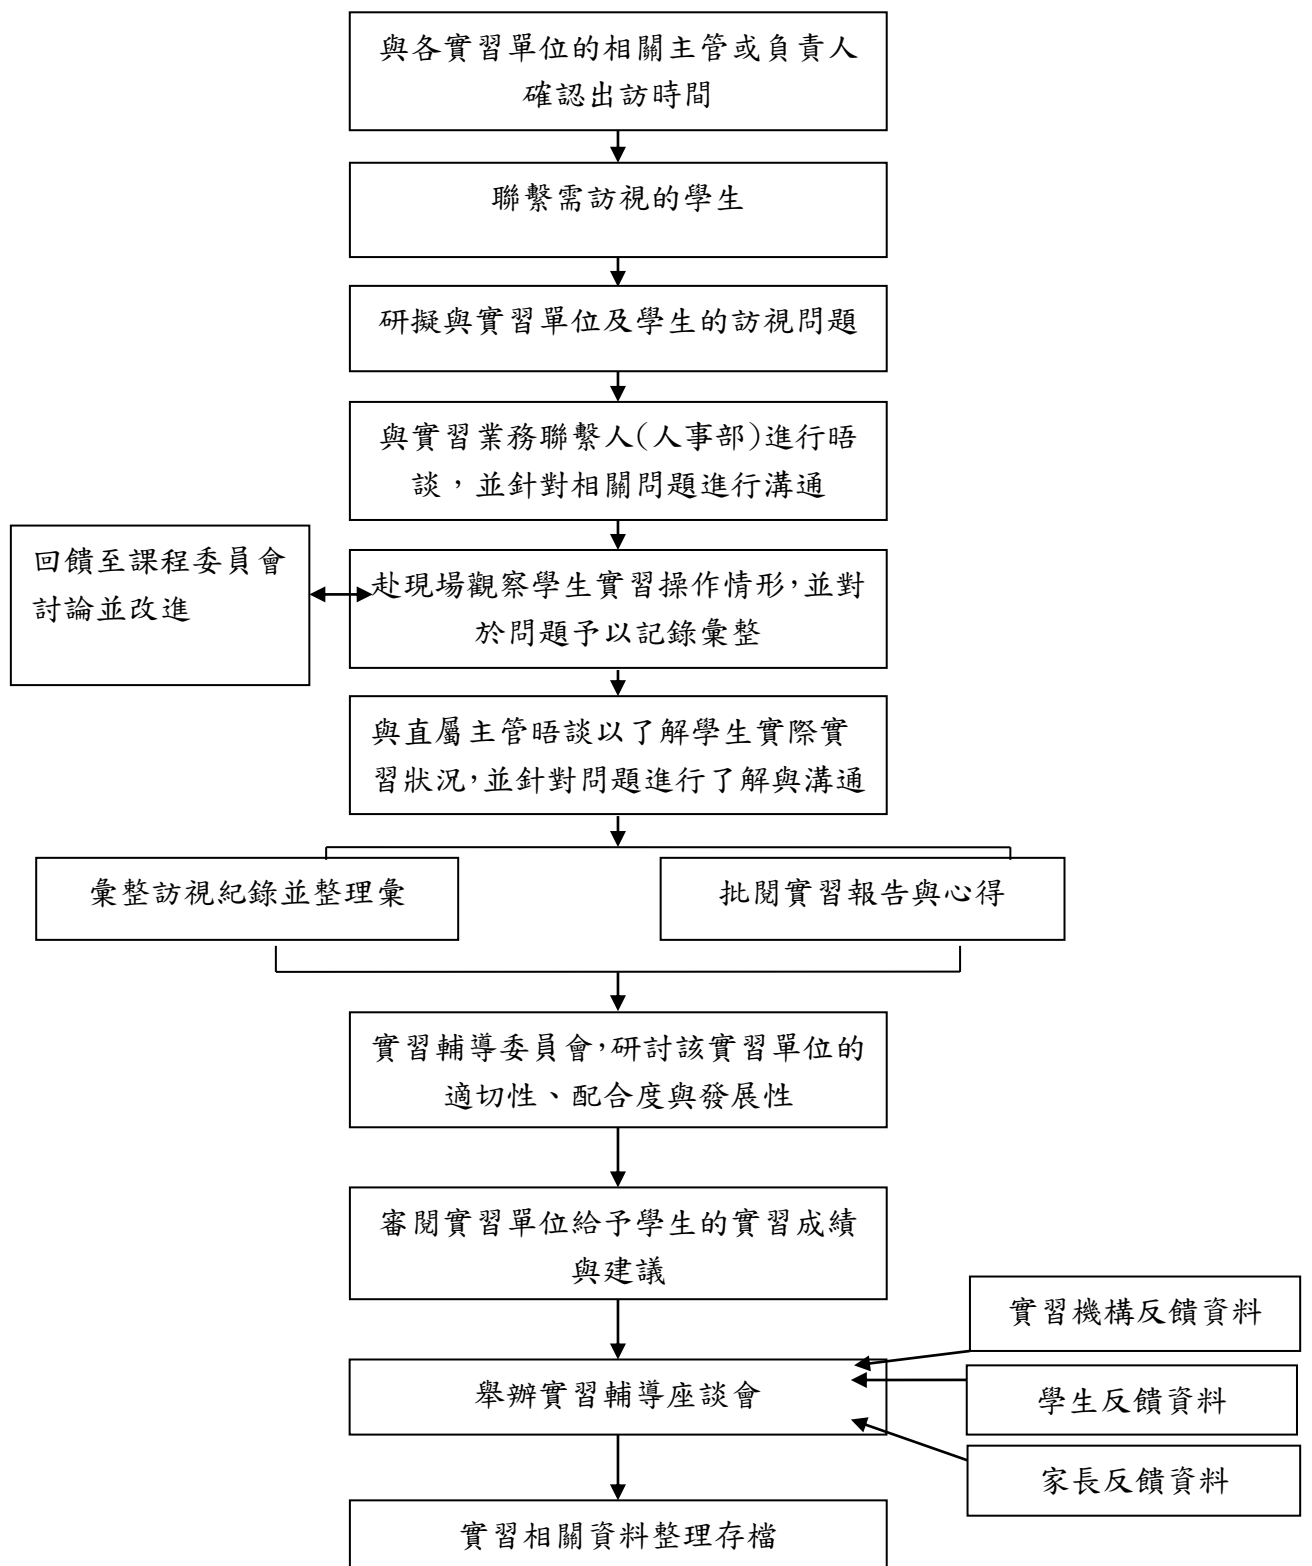 與各實習單位的相關主管或負責人
確認出訪時間
聯繫需訪視的學生
研擬與實習單位及學生的訪視問題
與實習業務聯繫人(人事部)進行晤
談，並針對相關問題進行溝通
回饋至課程委員會
討論並改進
赴現場觀察學生實習操作情形，並對
於問題予以記錄彙整
與直屬主管晤談以了解學生實際實
習狀況，並針對問題進行了解與溝通
彙整訪視紀錄並整理彙
批閱實習報告與心得
實習輔導委員會，研討該實習單位的
適切性、配合度與發展性
審閱實習單位給予學生的實習成績
與建議
實習機構反饋資料
舉辦實習輔導座談會
學生反饋資料
家長反饋資料
實習相關資料整理存檔